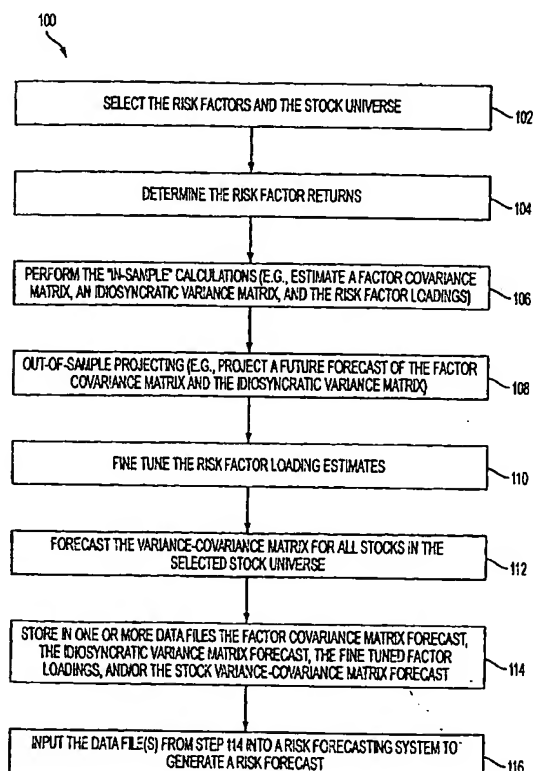 100
SELECT THE RISK FACTORS AND THE STOCK UNIVERSE
102
DETERMINE THE RISK FACTOR RETURNS
104
PERFORM THE "IN-SAMPLE" CALCULATIONS (E.G., ESTIMATE A FACTOR COVARIANCE
MATRIX, AN IDIOSYNCRATIC VARIANCE MATRIX, AND THE RISK FACTOR LOADINGS)
106
OUT-OF-SAMPLE PROJECTING (E.G., PROJECT A FUTURE FORECAST OF THE FACTOR
COVARIANCE MATRIX AND THE IDIOSYNCRATIC VARIANCE MATRIX)
108
FINE TUNE THE RISK FACTOR LOADING ESTIMATES
110
FORECAST THE VARIANCE-COVARIANCE MATRIX FOR ALL STOCKS IN THE
SELECTED STOCK UNIVERSE
112
STORE IN ONE OR MORE DATA FILES THE FACTOR COVARIANCE MATRIX FORECAST,
THE IDIOSYNCRATIC VARIANCE MATRIX FORECAST, THE FINE TUNED FACTOR
LOADINGS, AND/OR THE STOCK VARIANCE-COVARIANCE MATRIX FORECAST
114
INPUT THE DATA FILE(S) FROM STEP 114 INTO A RISK FORECASTING SYSTEM TO
GENERATE A RISK FORECAST
116